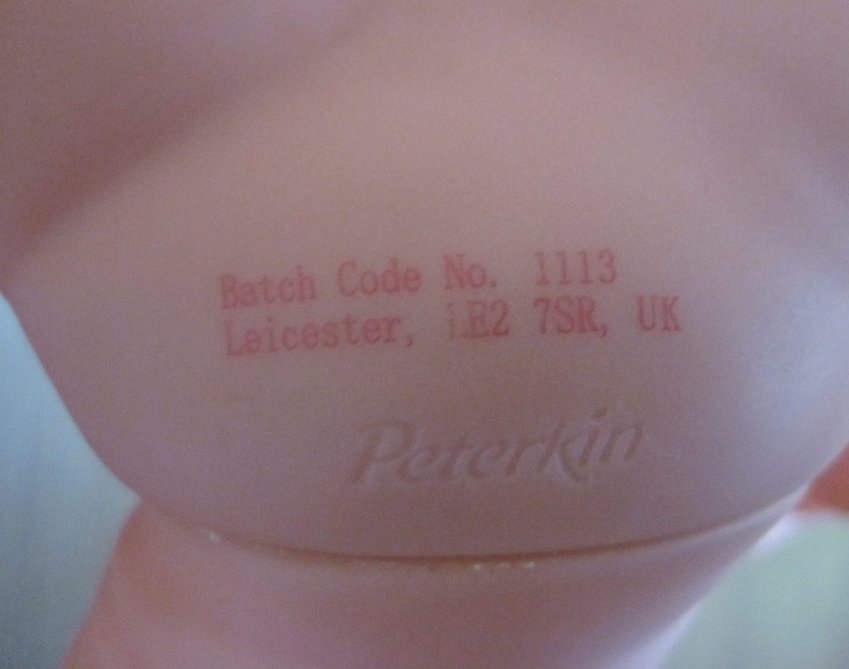 Batch Code No. 1113
Leicester, LE2 7SR, UK
Peterkin